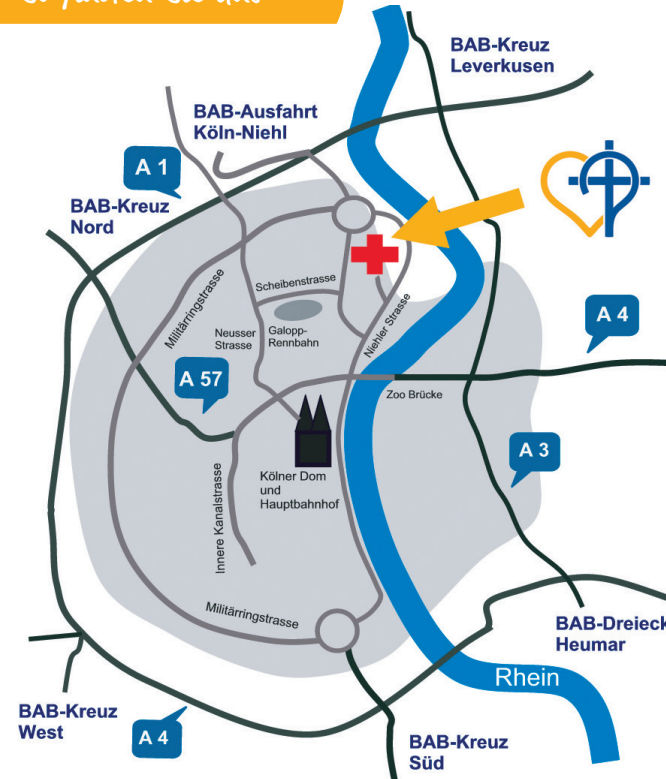 BAB-Kreuz
Leverkusen
BAB-Ausfahrt
Köln-Niehl
A 1
BAB-Kreuz
Nord
Militärringstrasse
Scheibenstrasse
Galopp-
Rennbahn
Neusser
Strasse
Niehler Strasse
A 4
A 57
Zoo Brücke
A 3
Kölner Dom
und
Hauptbahnhof
Innere Kanalstrasse
Militärringstrasse
BAB-Dreieck
Heumar
Rhein
BAB-Kreuz
West
A 4
BAB-Kreuz
Süd